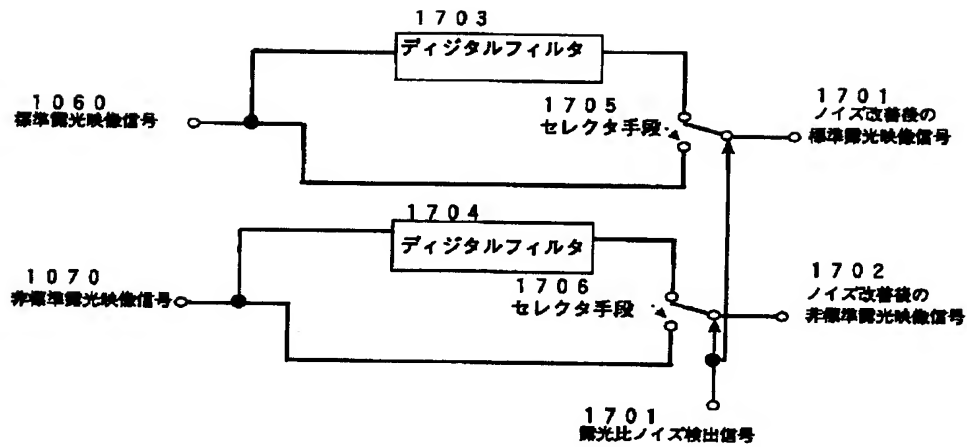 1703
ディジタルフィルタ
1060
標準露光映像信号
1705
セレクタ手段
1701
ノイズ改善後の
標準露光映像信号
1704
ディジタルフィルタ
1070
非標準露光映像信号
1706
セレクタ手段
1702
ノイズ改善後の
非標準露光映像信号
1701
露光比ノイズ検出信号